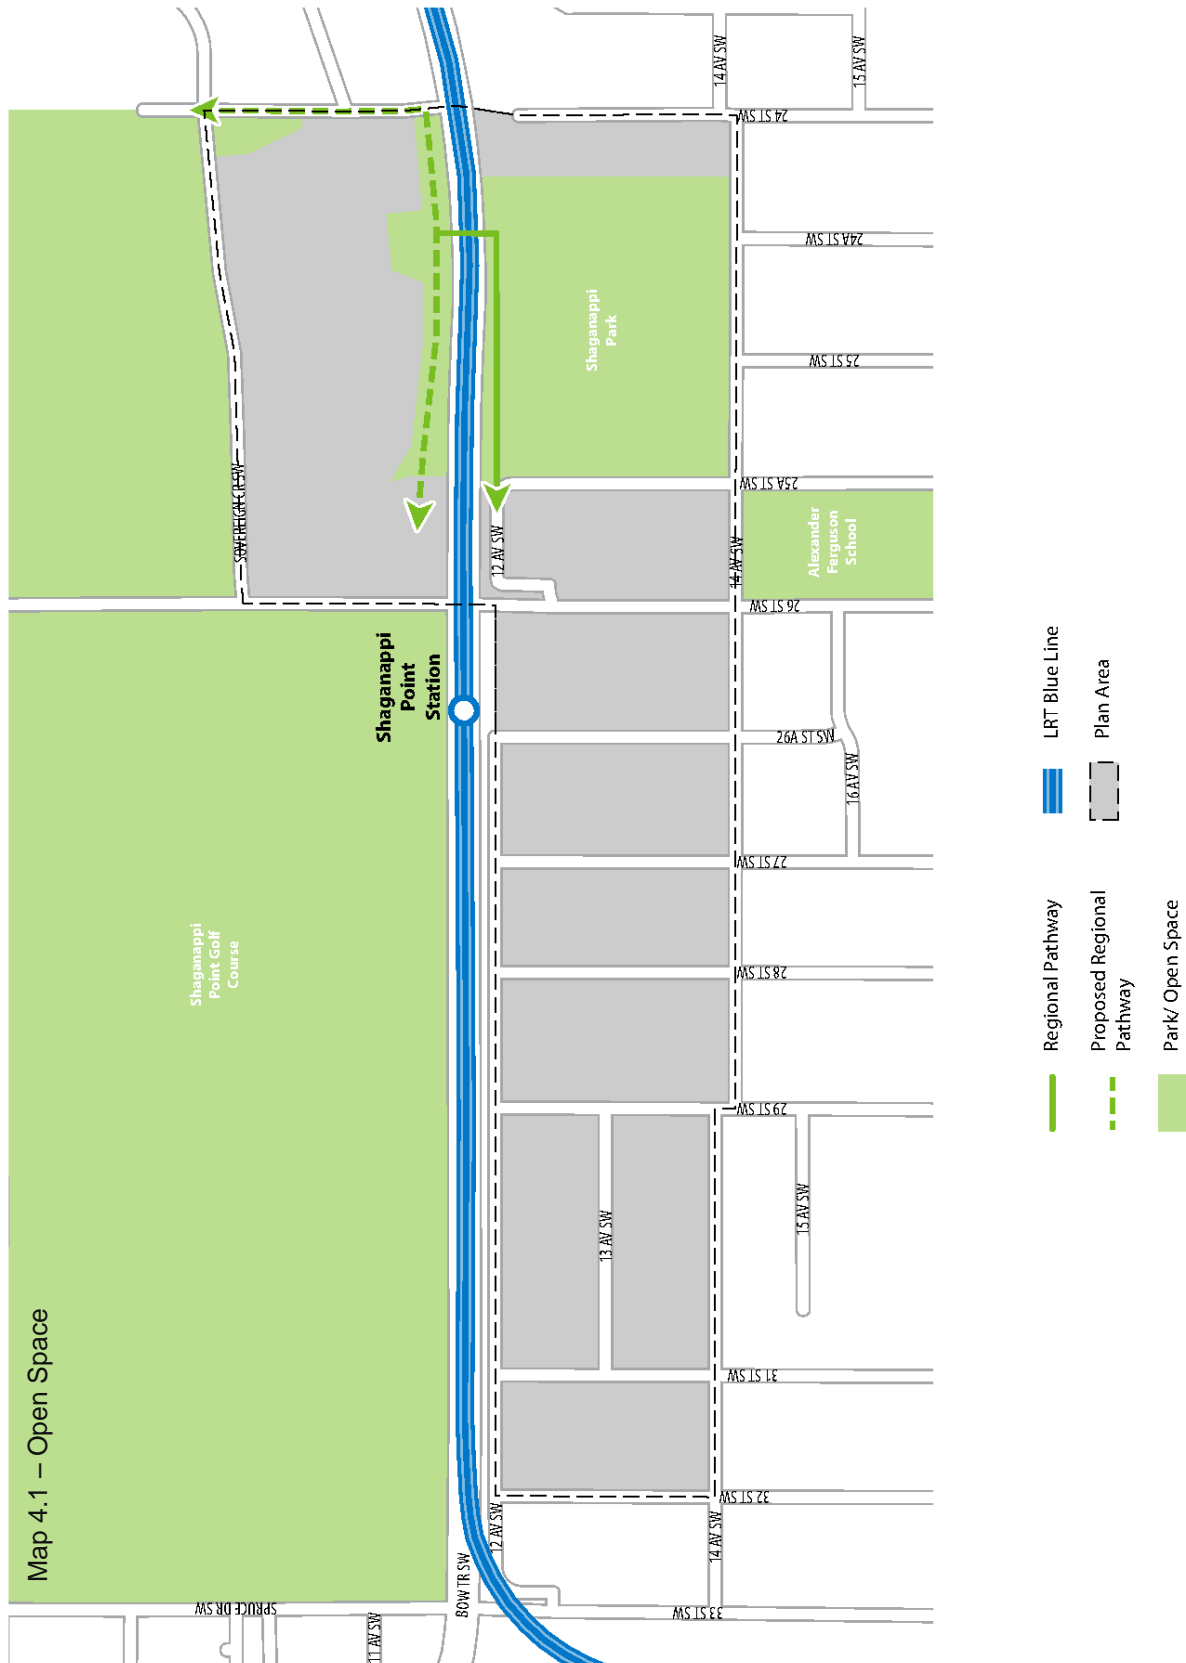 Map 4.1 – Open Space
SPRUCE DR SW
11 AV SW
BOW TR SW
12 AV SW
33 ST SW
14 AV SW
32 ST SW
31 ST SW
13 AV SW
15 AV SW
29 ST SW
28 ST SW
27 ST SW
Shaganappi
Point Golf
Course
Shaganappi
Point
Station
26A ST SW
16 AV SW
26 ST SW
SOVEREIGN CR SW
12 AV SW
14 AV SW
Alexander
Ferguson
School
25A ST SW
Shaganappi
Park
25 ST SW
24A ST SW
24 ST SW
14 AV SW
15 AV SW
Regional Pathway
Proposed Regional
Pathway
Park/ Open Space
LRT Blue Line
Plan Area